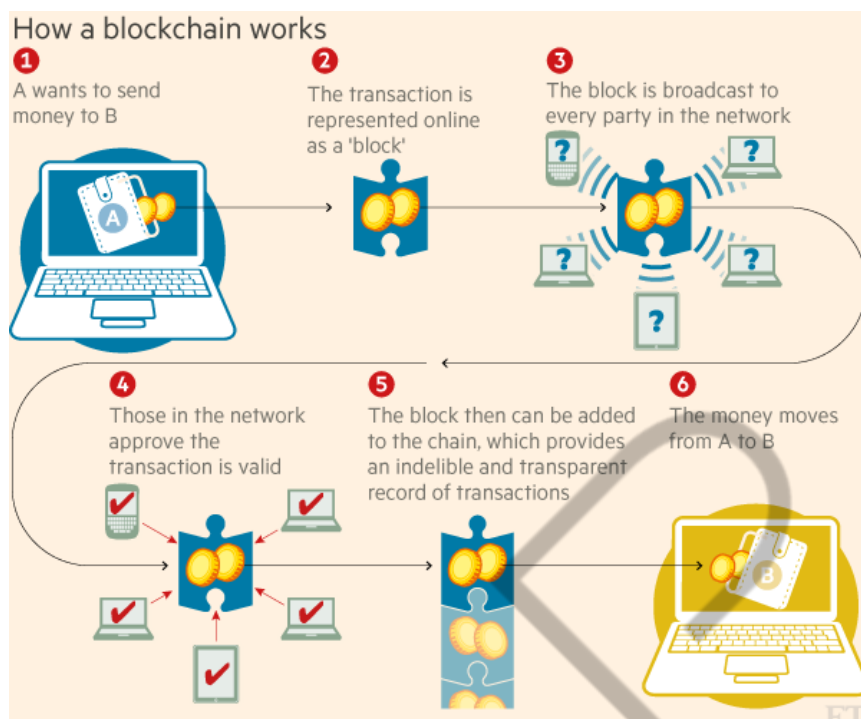 How a blockchain works
1
A wants to send
money to B
2
The transaction is
represented online
as a 'block'
3
The block is broadcast to
every party in the network
A
?
?
?
?
?
4
Those in the network
approve the
transaction is valid
5
The block then can be added
to the chain, which provides
an indelible and transparent
record of transactions
6
The money moves
from A to B
B
FT